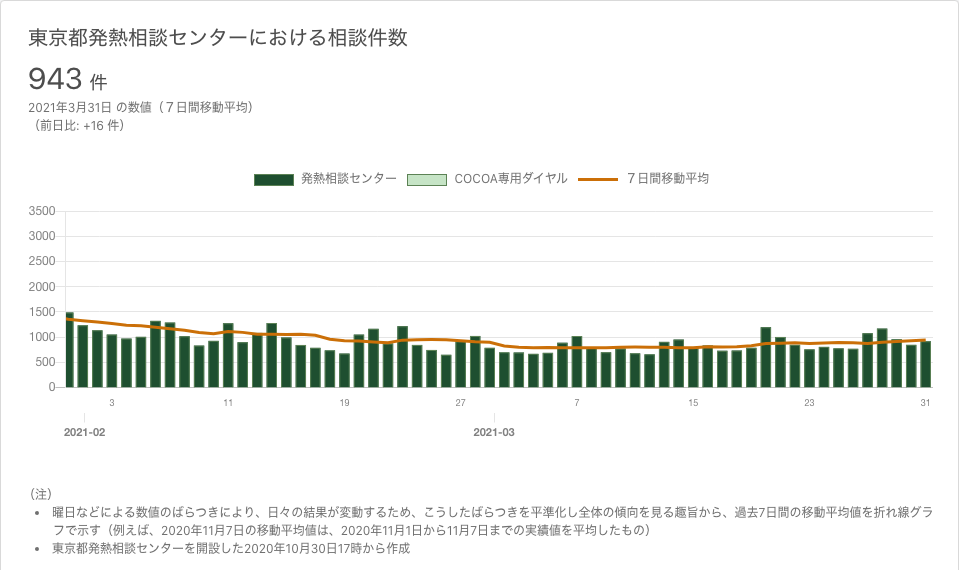 東京都発熱相談センターにおける相談件数
943 件
2021年3月31日 の数値（７日間移動平均）
（前日比: +16 件）
発熱相談センター COCOA専用ダイヤル ７日間移動平均
3500
3000
2500
2000
1500
1000
500
0
3 11 19 27 7 15 23 31
2021-02 2021-03
（注）
• 曜日などによる数値のばらつきにより、日々の結果が変動するため、こうしたばらつきを平準化し全体の傾向を見る趣旨から、過去7日間の移動平均値を折れ線グラ
フで示す（例えば、2020年11月7日の移動平均値は、2020年11月1日から11月7日までの実績値を平均したもの）
• 東京都発熱相談センターを開設した2020年10月30日17時から作成